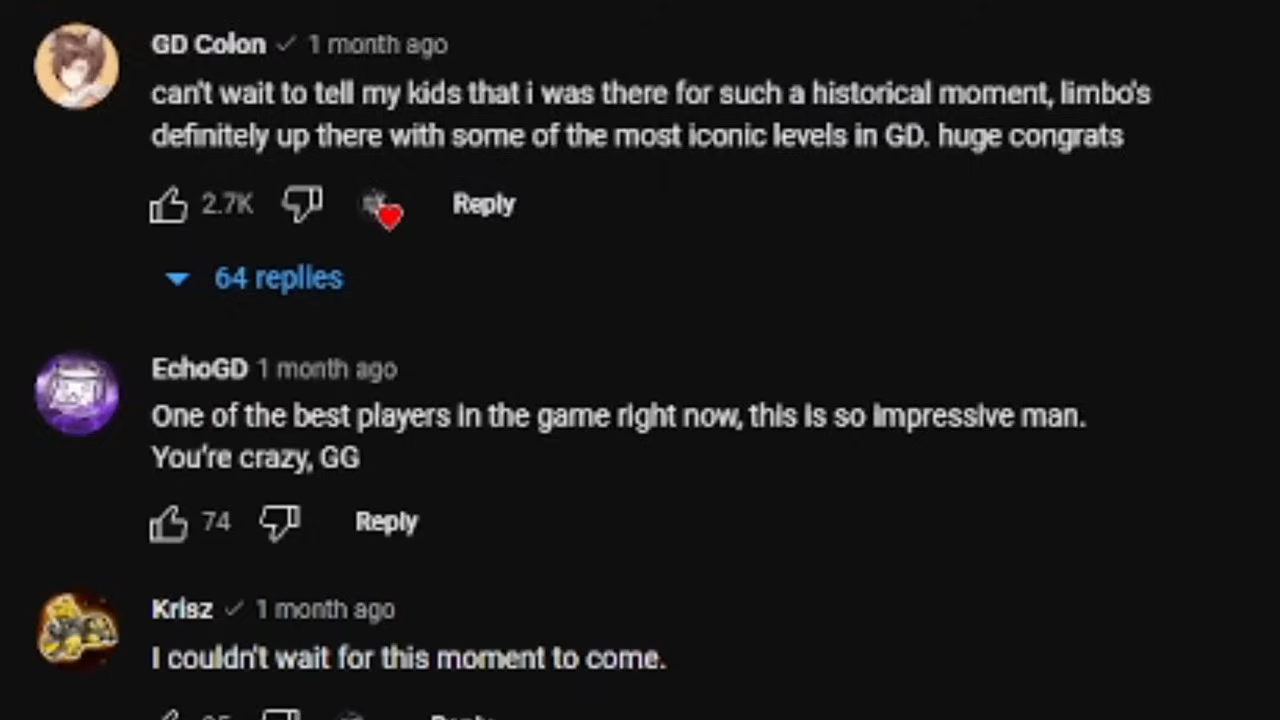 GD Colon 1 month ago
can't wait to tell my kids that i was there for such a historical moment, limbo's
definitely up there with some of the most iconic levels in GD. huge congrats
2.7K Reply
64 replies
EchoGD 1 month ago
One of the best players in the game right now, this is so impressive man.
You're crazy, GG
74 Reply
Krisz 1 month ago
I couldn't wait for this moment to come.
Reply